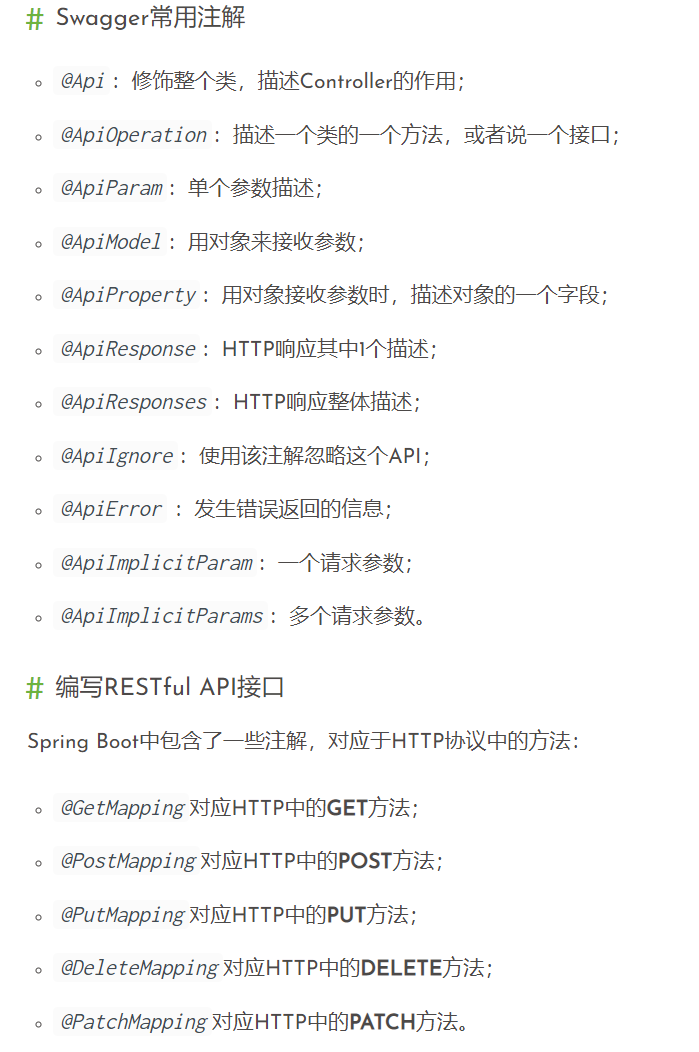 # Swagger常用注解
@Api：修饰整个类，描述Controller的作用；
@ApiOperation：描述一个类的一个方法，或者说一个接口；
@ApiParam：单个参数描述；
@ApiModel：用对象来接收参数；
@ApiProperty：用对象接收参数时，描述对象的一个字段；
@ApiResponse：HTTP响应其中1个描述；
@ApiResponses：HTTP响应整体描述；
@ApiIgnore：使用该注解忽略这个API；
@ApiError ：发生错误返回的信息；
@ApiImplicitParam：一个请求参数；
@ApiImplicitParams：多个请求参数。
# 编写RESTful API接口
Spring Boot中包含了一些注解，对应于HTTP协议中的方法：
@GetMapping对应HTTP中的GET方法；
@PostMapping对应HTTP中的POST方法；
@PutMapping对应HTTP中的PUT方法；
@DeleteMapping对应HTTP中的DELETE方法；
@PatchMapping对应HTTP中的PATCH方法。